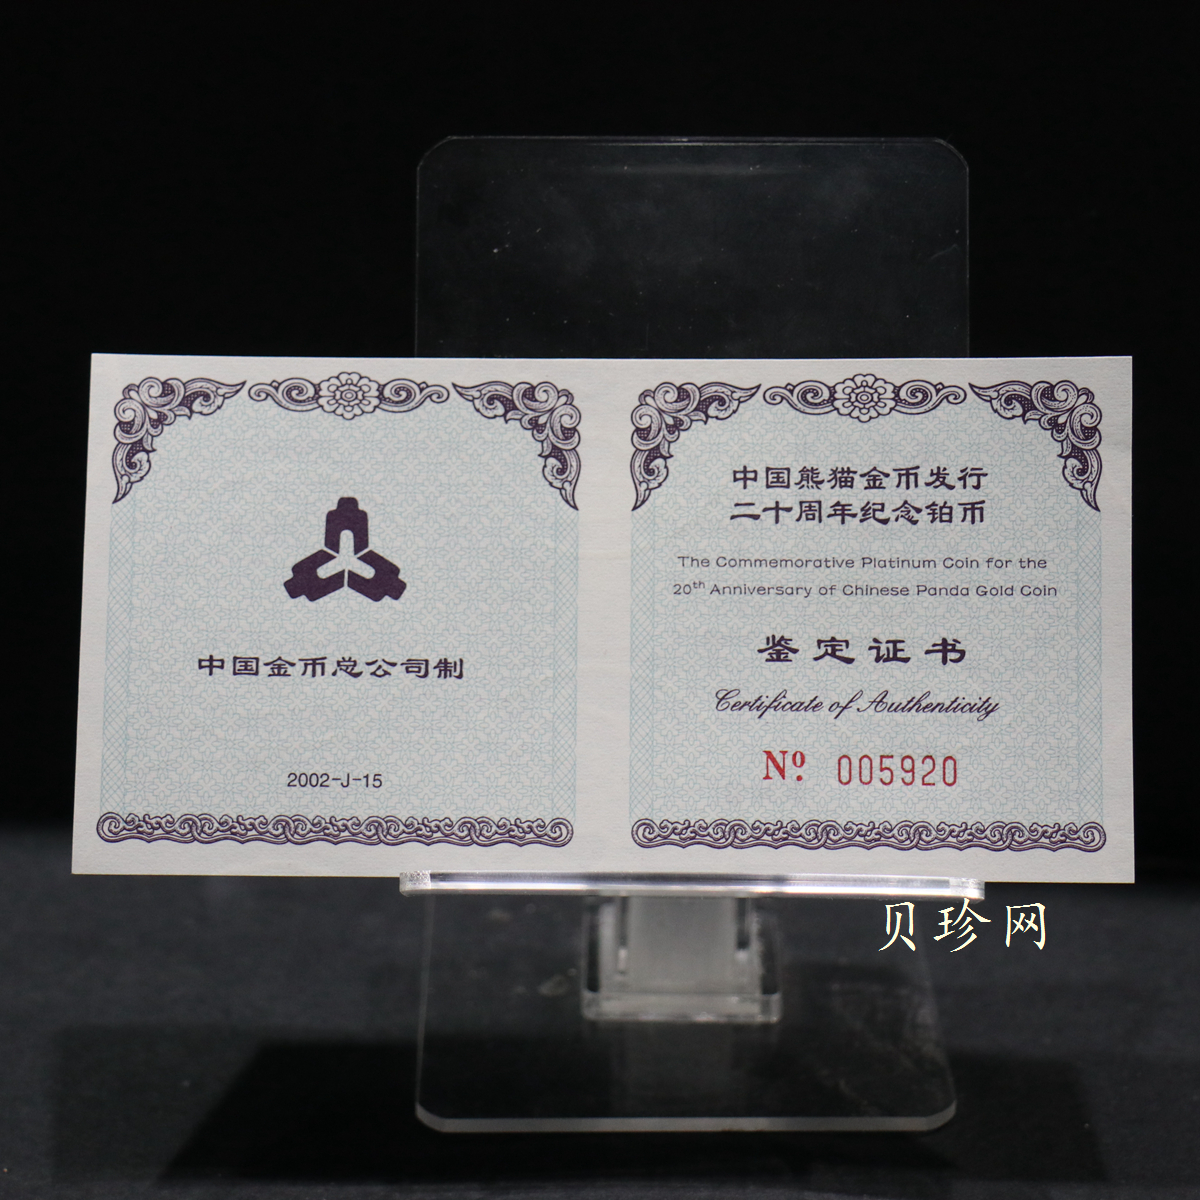 中国金币总公司制
2002-J-15
中国熊猫金币发行
二十周年纪念铂币
The Commemorative Platinum Coin for the
20th Anniversary of Chinese Panda Gold Coin
鉴定证书
Certificate of Authenticity
Nº. 005920
贝珍网